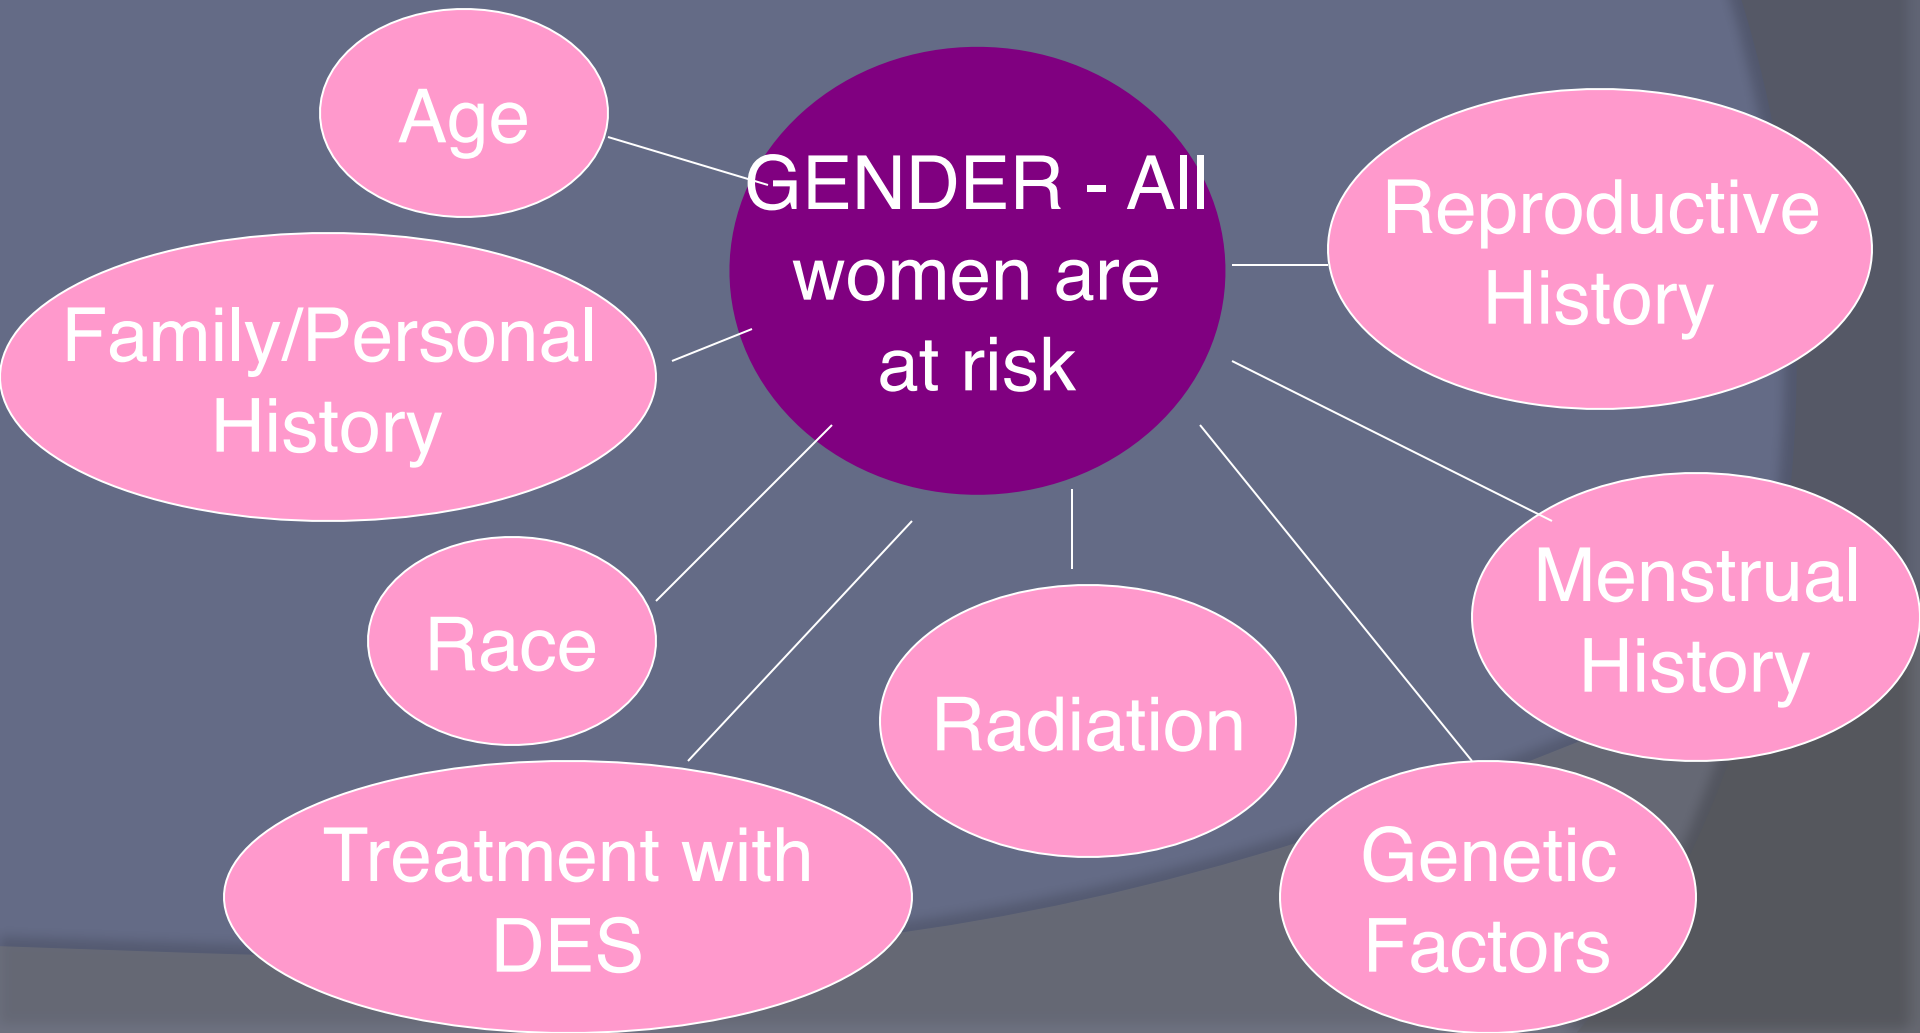 Age
GENDER - All
women are
at risk
Reproductive
History
Family/Personal
History
Menstrual
History
Race
Radiation
Treatment with
DES
Genetic
Factors